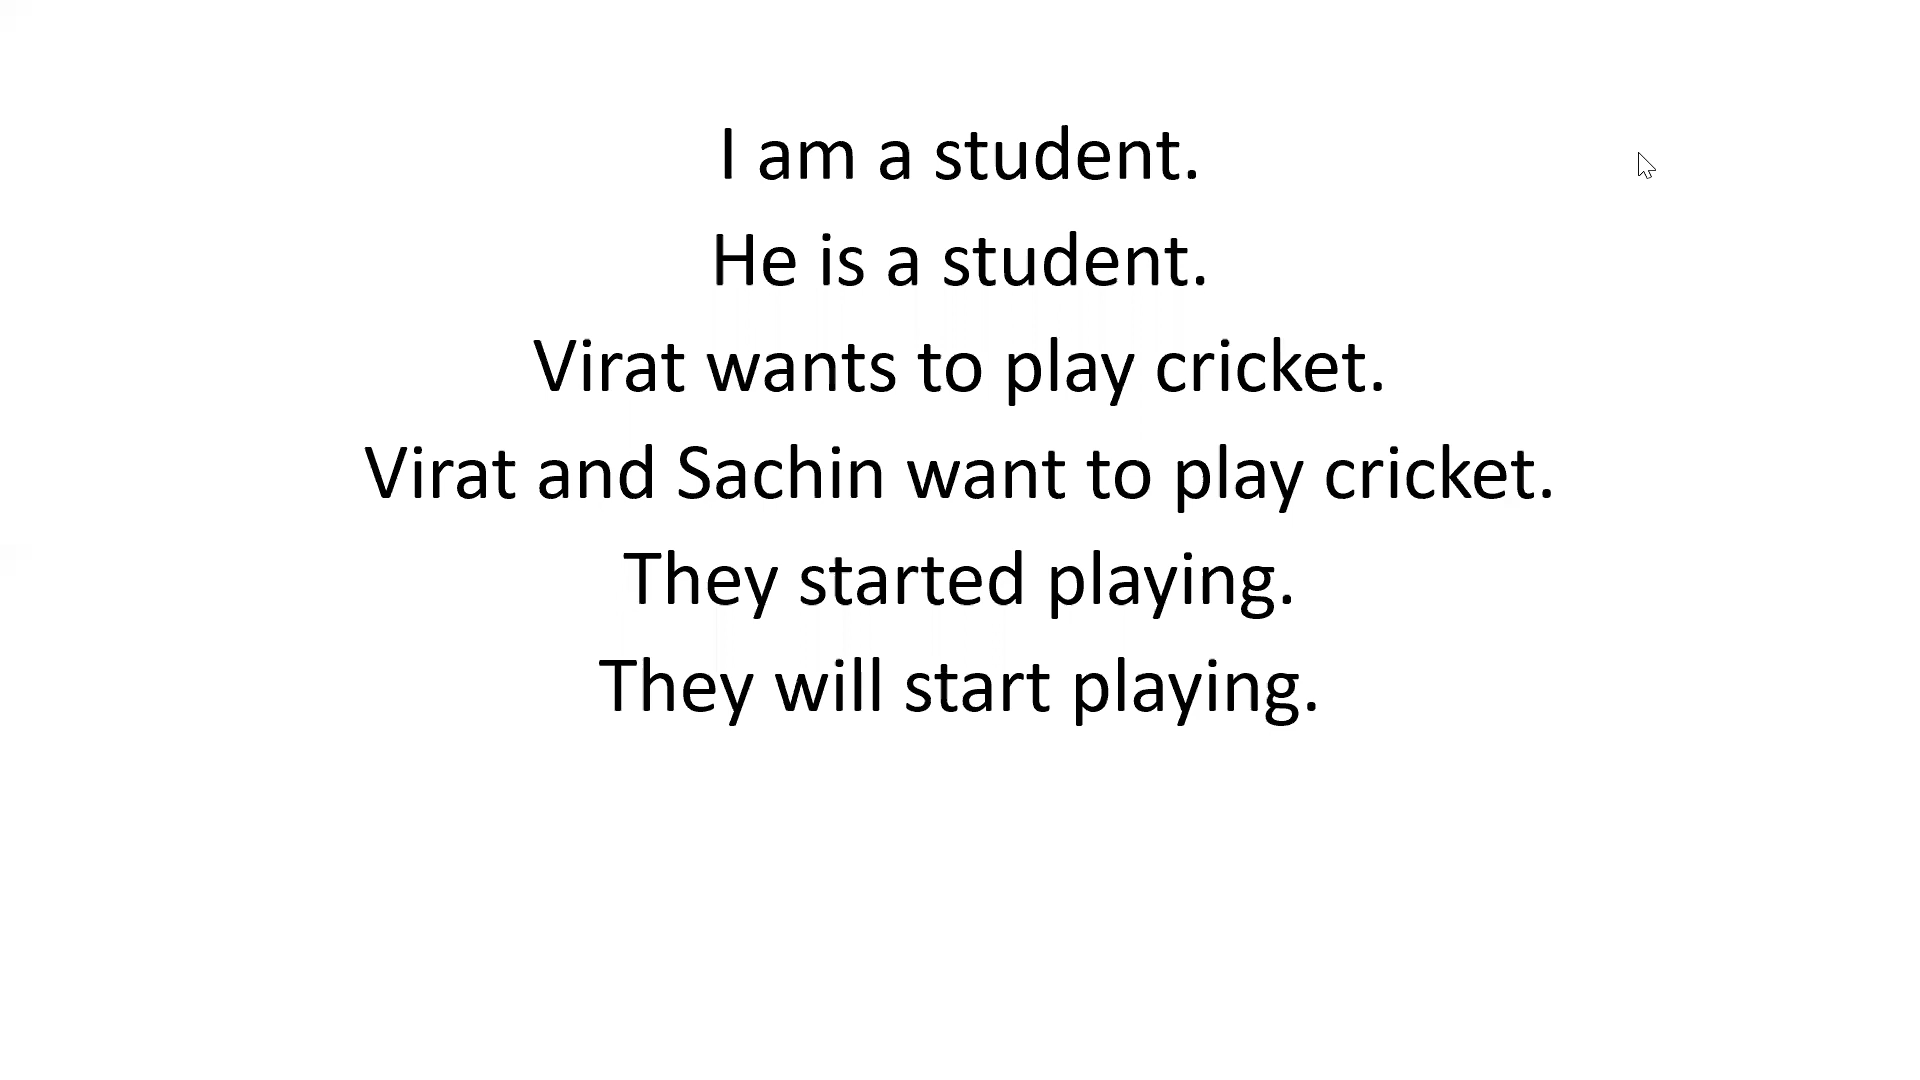 I am a student.
He is a student.
Virat wants to play cricket.
Virat and Sachin want to play cricket.
They started playing.
They will start playing.